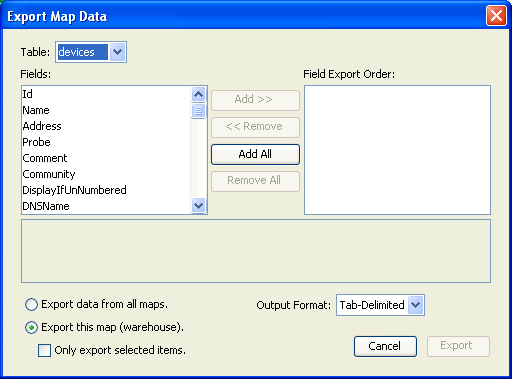 Export Map Data
Table: devices
Fields:
Field Export Order:
Id
Name
Address
Probe
Comment
Community
DisplayIfUnNumbered
DNSName
Add >>
<< Remove
Add All
Remove All
Export data from all maps.
Output Format: Tab-Delimited
Export this map (warehouse).
Only export selected items.
Cancel
Export